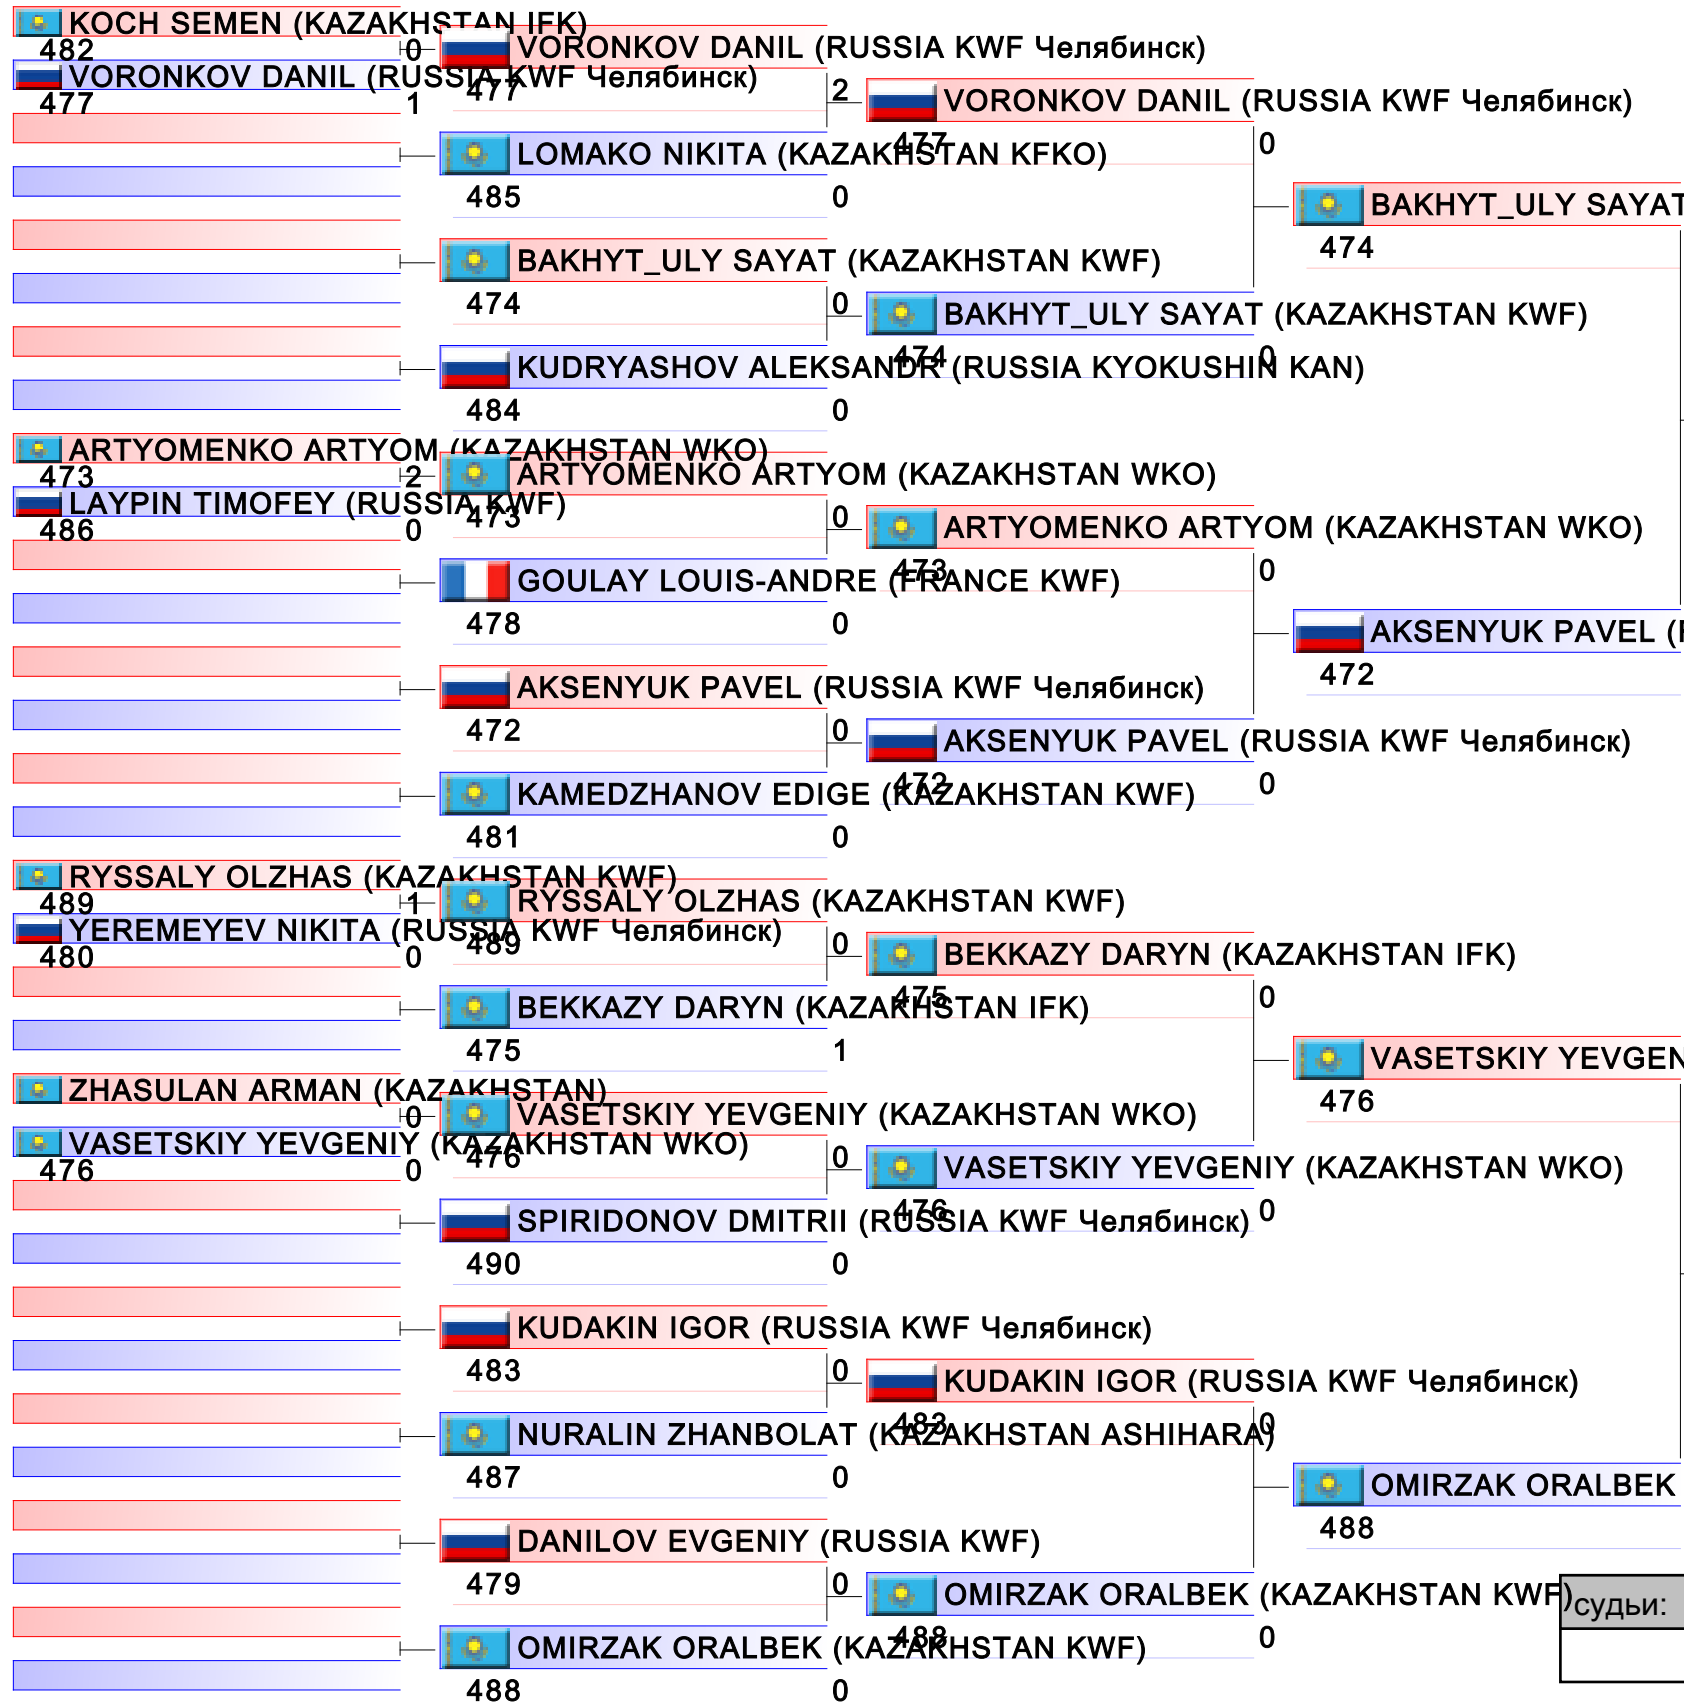 KOCH SEMEN (KAZAKHSTAN IFK)
482
0
VORONKOV DANIL (RUSSIA KWF Челябинск)
477
1
ARTYOMENKO ARTYOM (KAZAKHSTAN WKO)
473
2
LAYPIN TIMOFEY (RUSSIA KWF)
486
0
RYSSALY OLZHAS (KAZAKHSTAN KWF)
489
1
YEREMEYEV NIKITA (RUSSIA KWF Челябинск)
480
0
ZHASULAN ARMAN (KAZAKHSTAN)
0
VASETSKIY YEVGENIY (KAZAKHSTAN WKO)
476
0
VORONKOV DANIL (RUSSIA KWF Челябинск)
477
2
LOMAKO NIKITA (KAZAKHSTAN KFKO)
485
0
BAKHYT_ULY SAYAT (KAZAKHSTAN KWF)
474
0
KUDRYASHOV ALEKSANDR (RUSSIA KYOKUSHIN KAN)
484
0
ARTYOMENKO ARTYOM (KAZAKHSTAN WKO)
473
0
GOULAY LOUIS-ANDRE (FRANCE KWF)
478
0
AKSENYUK PAVEL (RUSSIA KWF Челябинск)
472
0
KAMEDZHANOV EDIGE (KAZAKHSTAN KWF)
481
0
RYSSALY OLZHAS (KAZAKHSTAN KWF)
489
0
BEKKAZY DARYN (KAZAKHSTAN IFK)
475
1
VASETSKIY YEVGENIY (KAZAKHSTAN WKO)
476
0
SPIRIDONOV DMITRII (RUSSIA KWF Челябинск)
490
0
KUDAKIN IGOR (RUSSIA KWF Челябинск)
483
0
NURALIN ZHANBOLAT (KAZAKHSTAN ASHIHARA)
487
0
DANILOV EVGENIY (RUSSIA KWF)
479
0
OMIRZAK ORALBEK (KAZAKHSTAN KWF)
488
0
VORONKOV DANIL (RUSSIA KWF Челябинск)
477
0
BAKHYT_ULY SAYAT (KAZAKHSTAN KWF)
474
0
ARTYOMENKO ARTYOM (KAZAKHSTAN WKO)
473
0
AKSENYUK PAVEL (RUSSIA KWF Челябинск)
472
0
BEKKAZY DARYN (KAZAKHSTAN IFK)
475
0
VASETSKIY YEVGENIY (KAZAKHSTAN WKO)
476
0
KUDAKIN IGOR (RUSSIA KWF Челябинск)
483
0
OMIRZAK ORALBEK (KAZAKHSTAN KWF)
488
0
BAKHYT_ULY SAYAT
474
AKSENYUK PAVEL (
472
VASETSKIY YEVGEN
476
OMIRZAK ORALBEK
488
судьи: